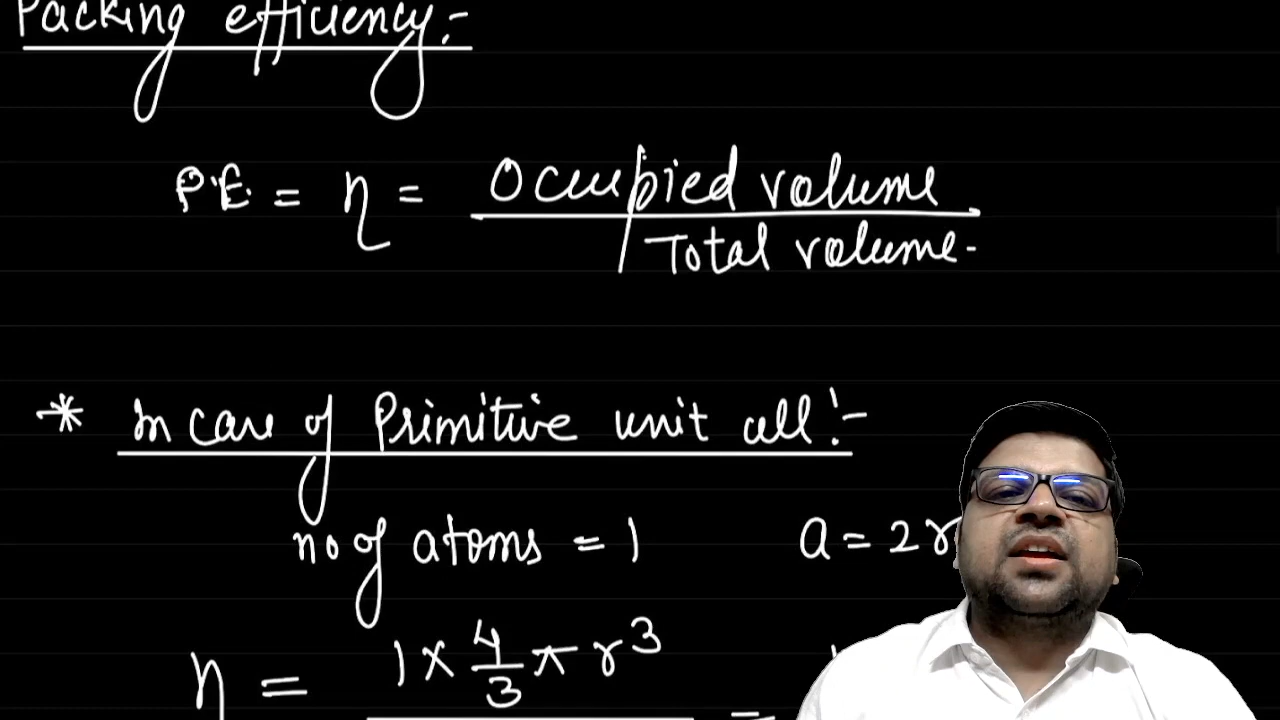 Packing efficiency:-
P.E. = η = Occupied volume
Total volume-
* In case of Primitive unit cell:-
no of atoms = 1 a = 2r
η = 1 × 4/3 π r³ =